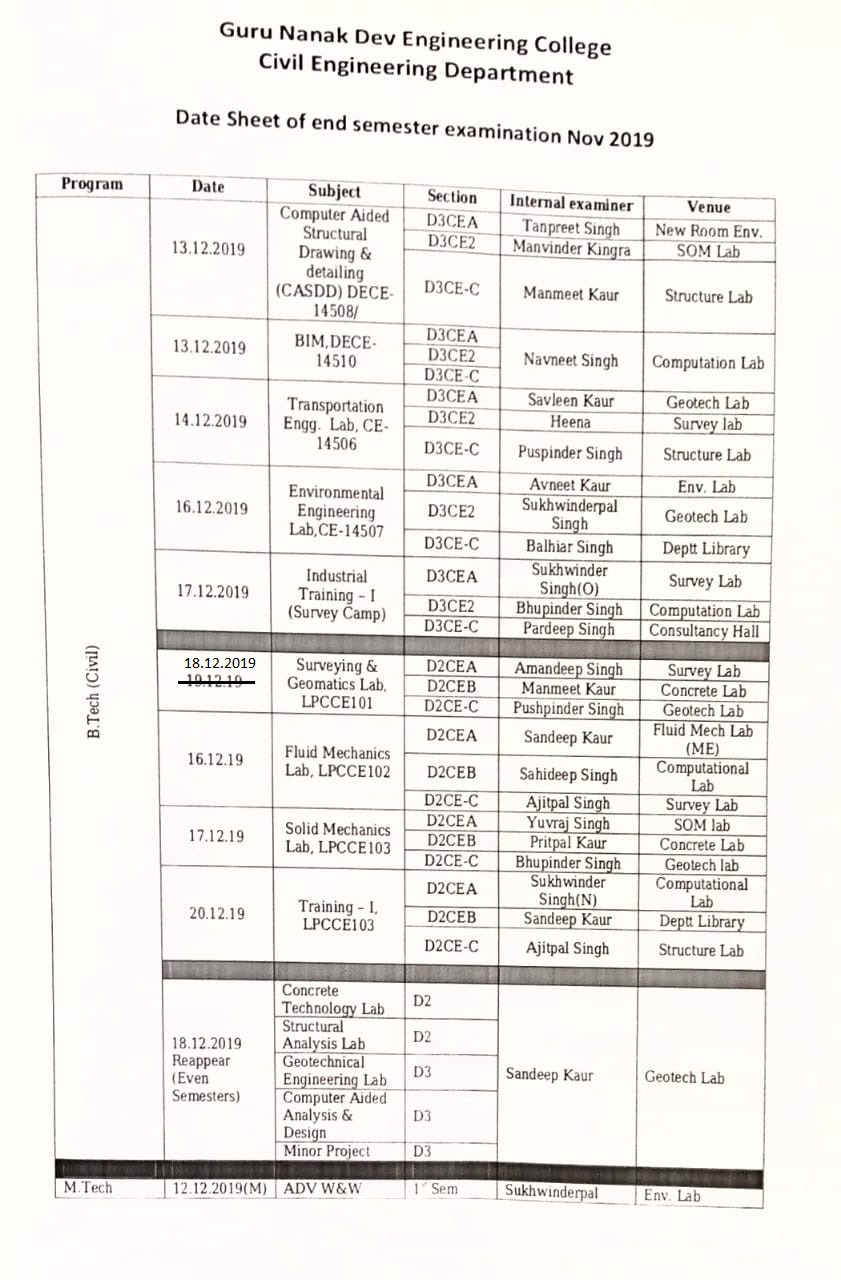 Guru Nanak Dev Engineering College
Civil Engineering Department
Date Sheet of end semester examination Nov 2019
Program Date Subject Section Internal examiner Venue
B.Tech (Civil)
13.12.2019
Computer Aided
Structural
Drawing &
detailing
(CASDD) DECE-
14508/
D3CEA Tanpreet Singh New Room Env.
D3CE2 Manvinder Kingra SOM Lab
D3CE-C Manmeet Kaur Structure Lab
13.12.2019
BIM,DECE-
14510
D3CEA
D3CE2
D3CE-C
Navneet Singh Computation Lab
14.12.2019
Transportation
Engg. Lab, CE-
14506
D3CEA Savleen Kaur Geotech Lab
D3CE2 Heena Survey lab
D3CE-C Puspinder Singh Structure Lab
16.12.2019
Environmental
Engineering
Lab,CE-14507
D3CEA Avneet Kaur Env. Lab
D3CE2 Sukhwinderpal
Singh Geotech Lab
D3CE-C Balhiar Singh Deptt Library
17.12.2019
Industrial
Training – I
(Survey Camp)
D3CEA Sukhwinder
Singh(O) Survey Lab
D3CE2 Bhupinder Singh Computation Lab
D3CE-C Pardeep Singh Consultancy Hall
18.12.2019
19.12.19
Surveying &
Geomatics Lab,
LPCCE101
D2CEA Amandeep Singh Survey Lab
D2CEB Manmeet Kaur Concrete Lab
D2CE-C Pushpinder Singh Geotech Lab
16.12.19
Fluid Mechanics
Lab, LPCCE102
D2CEA Sandeep Kaur Fluid Mech Lab
(ME)
D2CEB Sahideep Singh Computational
Lab
D2CE-C Ajitpal Singh Survey Lab
17.12.19
Solid Mechanics
Lab, LPCCE103
D2CEA Yuvraj Singh SOM lab
D2CEB Pritpal Kaur Concrete Lab
D2CE-C Bhupinder Singh Geotech lab
20.12.19
Training – I,
LPCCE103
D2CEA Sukhwinder
Singh(N) Computational
Lab
D2CEB Sandeep Kaur Deptt Library
D2CE-C Ajitpal Singh Structure Lab
18.12.2019
Reappear
(Even
Semesters)
Concrete
Technology Lab D2
Structural
Analysis Lab D2
Geotechnical
Engineering Lab D3
Computer Aided
Analysis &
Design D3
Minor Project D3
Sandeep Kaur Geotech Lab
M.Tech 12.12.2019(M) ADV W&W 1st Sem Sukhwinderpal Env. Lab